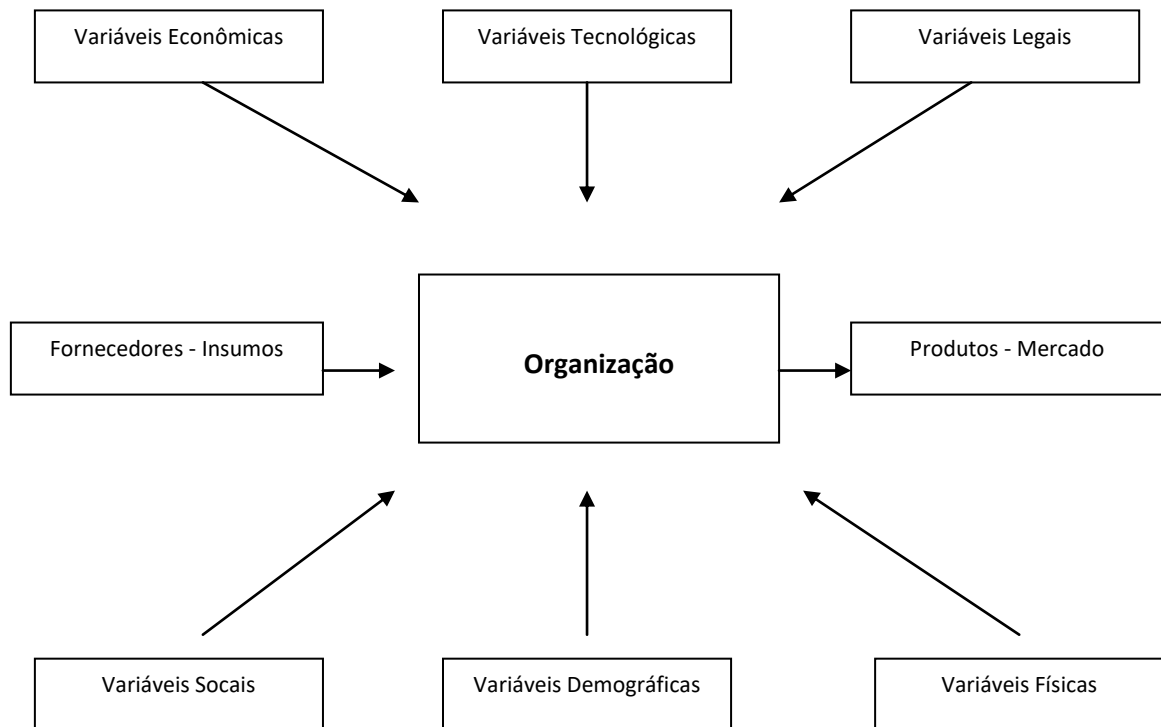 Variáveis Econômicas
Variáveis Tecnológicas
Variáveis Legais
Fornecedores - Insumos
Organização
Produtos - Mercado
Variáveis Socais
Variáveis Demográficas
Variáveis Físicas